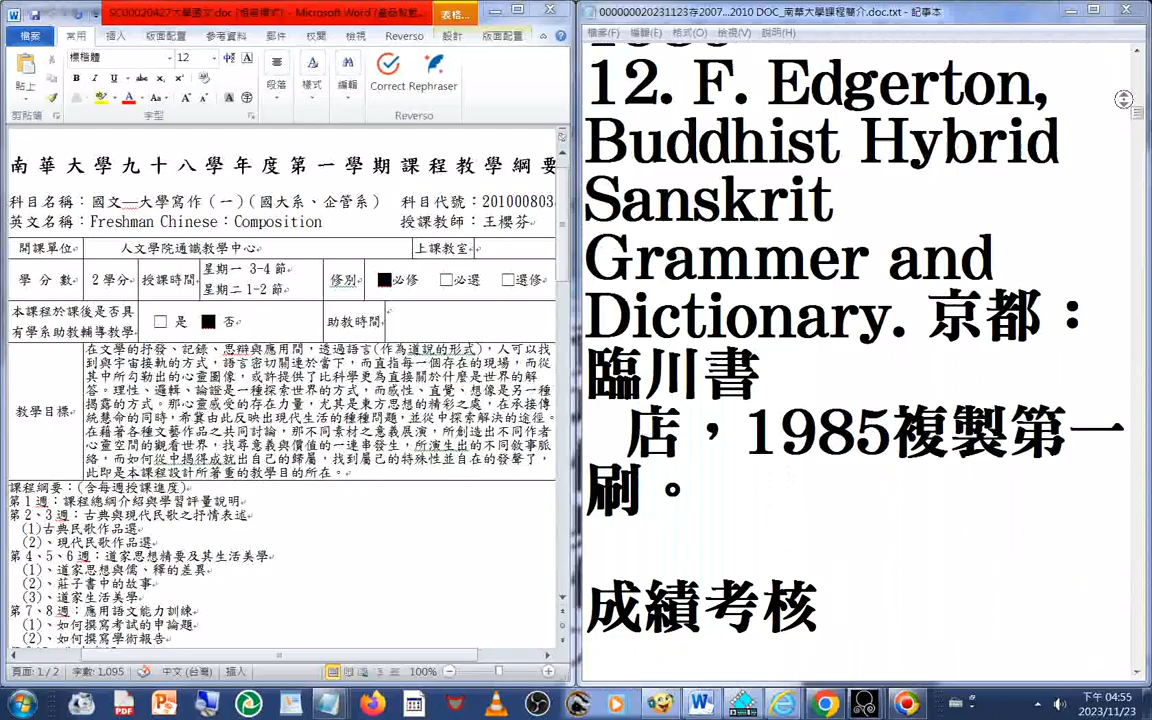 SC00020427大學國文.doc [相容模式] - Microsoft Word (產品啟動...
表格...
檔案 常用 插入 版面配置 參考資料 郵件 校閱 檢視 Reverso 設計 版面配置
標楷體 12
貼上 段落 樣式 編輯 Correct Rephraser
剪貼簿 字型 Reverso
南華大學九十八學年度第一學期課程教學綱要
科目名稱：國文—大學寫作(一)(國大系、企管系) 科目代號：201000803
英文名稱：Freshman Chinese：Composition 授課教師：王櫻芬
開課單位 人文學院通識教學中心 上課教室
學 分 數 2學分 授課時間 星期一 3-4節 修別 ■必修 □必選 □選修
星期二 1-2節
本課程於課後是否具 □ 是 ■ 否 助教時間
有學系助教輔導教學
教學目標
在文學的抒發、記錄、思辯與應用間，透過語言(作為道說的形式)，人可以找
到與宇宙接軌的方式，語言密切關連於當下，而直指每一個存在的現場，而從
其中所勾勒出的心靈圖像，或許提供了比科學更為直接關於什麼是世界的解
答。理性、邏輯、論證是一種探索世界的方式，而感性、直覺、想像是另一種
揭露的方式。那心靈感受的存在力量，尤其是東方思想的精彩之處，在承接傳
統慧命的同時，希冀由此反映出現代生活的種種問題，並從中探索解決的途徑。
在藉著各種文藝作品之共同討論，那不同素材之意義展演，所創造出不同作者
心靈空間的觀看世界，找尋意義與價值的一連串發生，所演生出的不同敘事脈
絡，而如何從中揭得成就出自己的歸屬，找到屬己的特殊性並自在的發聲了，
此即是本課程設計所著重的教學目的所在。
課程綱要：(含每週授課進度)
第1週：課程總綱介紹與學習評量說明
第2、3週：古典與現代民歌之抒情表述
(1)古典民歌作品選
(2)、現代民歌作品選
第4、5、6週：道家思想精要及其生活美學
(1)、道家思想與儒、釋的差異
(2)、莊子書中的故事
(3)、道家生活美學
第7、8週：應用語文能力訓練
(1)、如何撰寫考試的申論題
(2)、如何撰寫學術報告
頁面：1/2 字數：1,095 中文(台灣) 插入 100%
000000020231123存2007...2010 DOC_南華大學課程簡介.doc.txt - 記事本
檔案(F) 編輯(E) 格式(O) 檢視(V) 說明(H)
12. F. Edgerton,
Buddhist Hybrid
Sanskrit
Grammer and
Dictionary. 京都：
臨川書
店，1985複製第一
刷。
成績考核
下午 04:55
2023/11/23